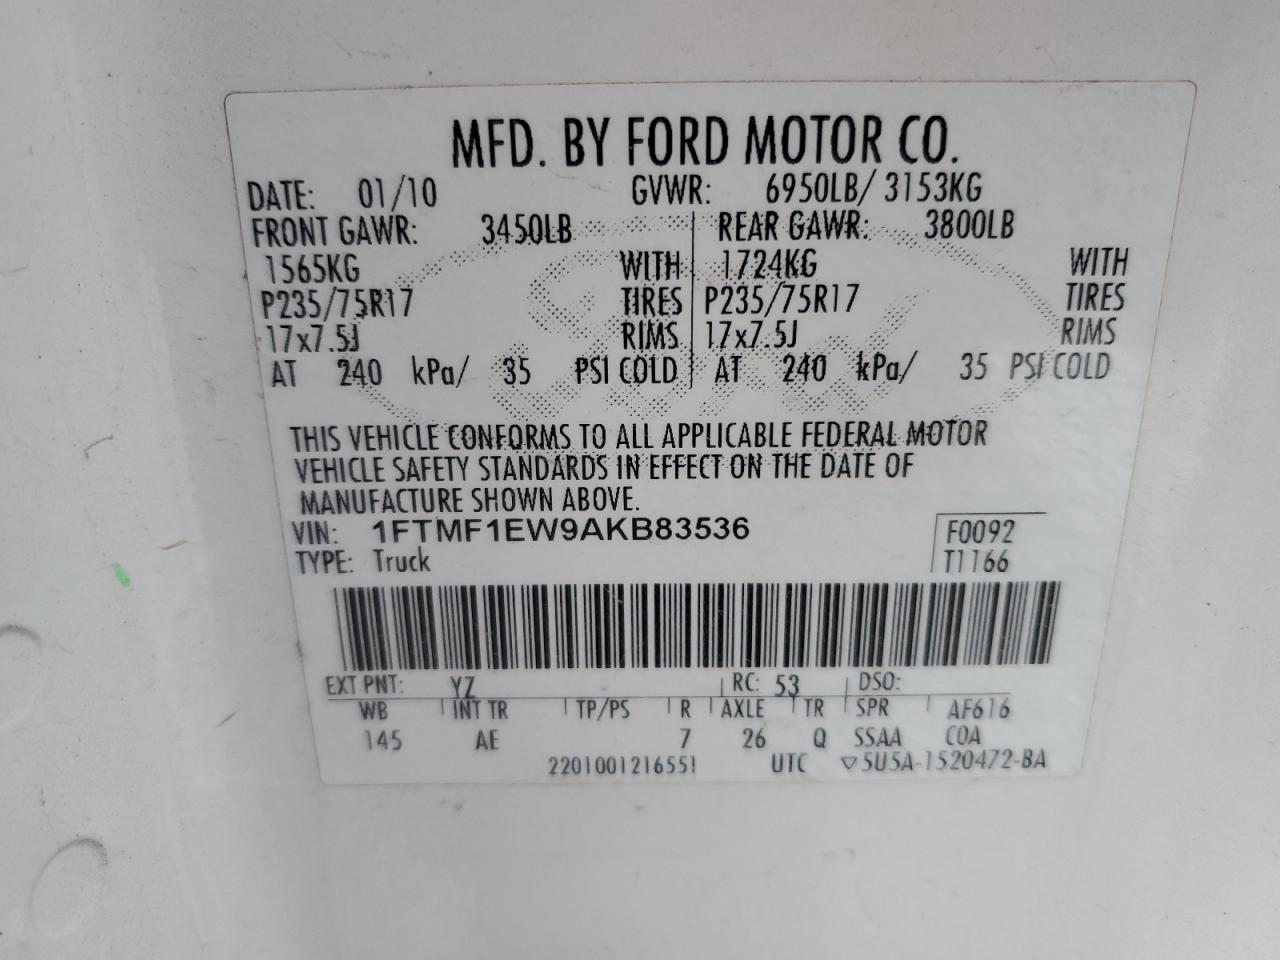 MFD. BY FORD MOTOR CO.
DATE: 01/10 GVWR: 6950LB/ 3153KG
FRONT GAWR: 3450LB REAR GAWR: 3800LB
1565KG WITH 1724KG WITH
P235/75R17 TIRES P235/75R17 TIRES
17x7.5J RIMS 17x7.5J RIMS
AT 240 kPa/ 35 PSI COLD AT 240 kPa/ 35 PSI COLD
THIS VEHICLE CONFORMS TO ALL APPLICABLE FEDERAL MOTOR
VEHICLE SAFETY STANDARDS IN EFFECT ON THE DATE OF
MANUFACTURE SHOWN ABOVE.
VIN: 1FTMF1EW9AKB83536 F0092
TYPE: Truck T1166
EXT PNT: YZ RC: 53 DSO:
WB INT TR TP/PS R AXLE TR SPR AF616
145 AE 7 26 Q SSAA COA
2201001216551 UTC ▽5U5A-1520472-BA